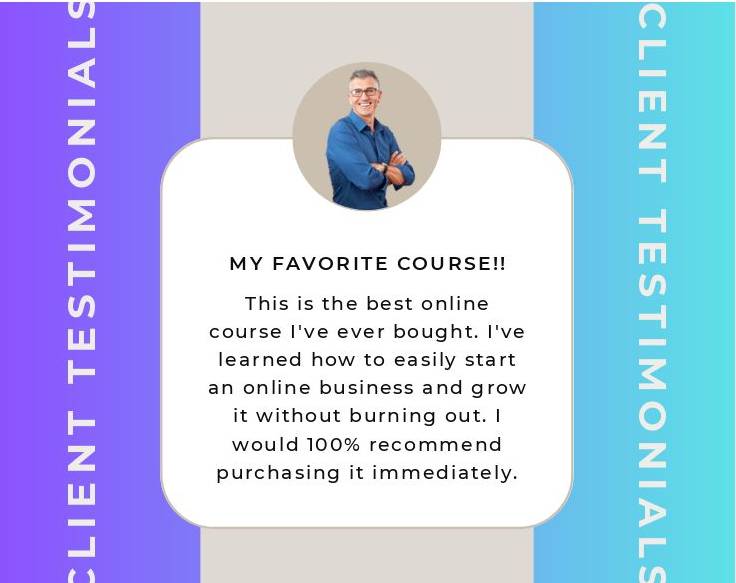 CLIENT TESTIMONIALS
MY FAVORITE COURSE!!
This is the best online
course I've ever bought. I've
learned how to easily start
an online business and grow
it without burning out. I
would 100% recommend
purchasing it immediately.
CLIENT TESTIMONIALS